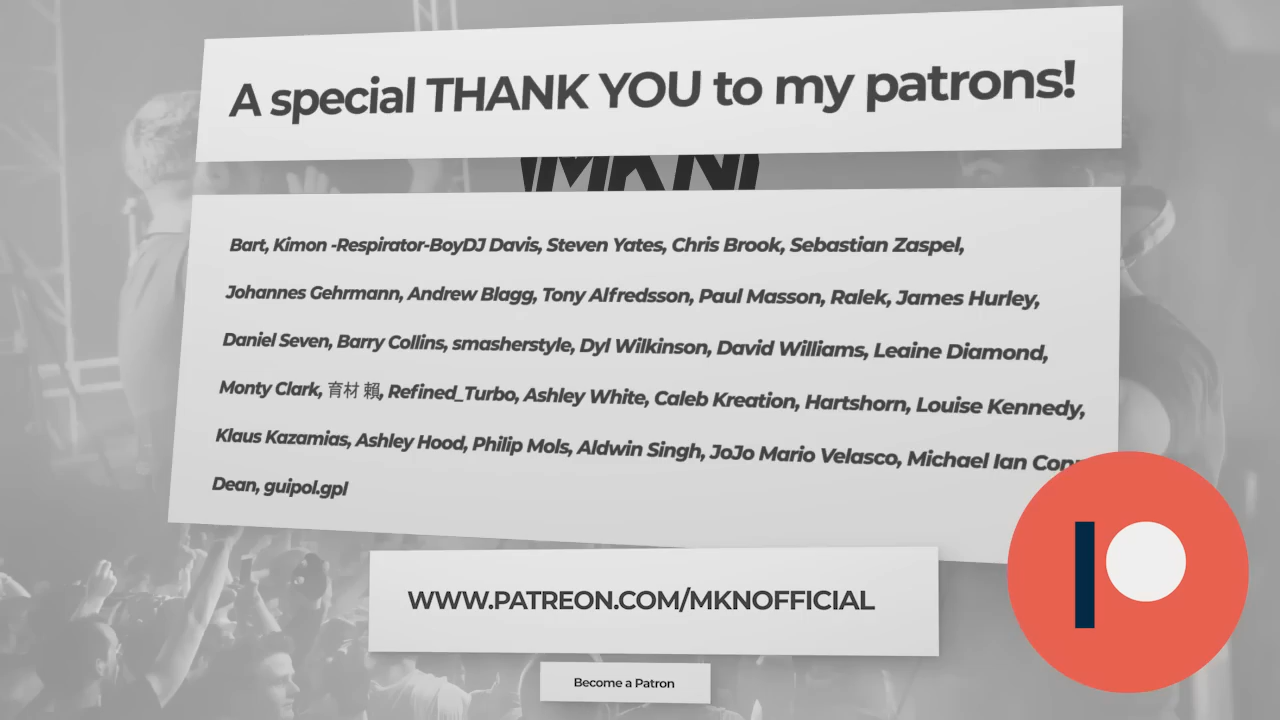 A special THANK YOU to my patrons!
MKN
Bart, Kimon -Respirator-BoyDJ Davis, Steven Yates, Chris Brook, Sebastian Zaspel,
Johannes Gehrmann, Andrew Blagg, Tony Alfredsson, Paul Masson, Ralek, James Hurley,
Daniel Seven, Barry Collins, smasherstyle, Dyl Wilkinson, David Williams, Leaine Diamond,
Monty Clark, 育材 賴, Refined_Turbo, Ashley White, Caleb Kreation, Hartshorn, Louise Kennedy,
Klaus Kazamias, Ashley Hood, Philip Mols, Aldwin Singh, JoJo Mario Velasco, Michael Ian
Dean, guipol.gpl
WWW.PATREON.COM/MKNOFFICIAL
Become a Patron